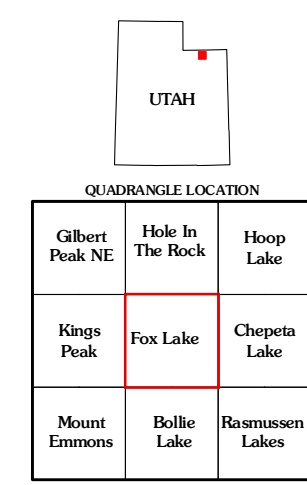 UTAH
QUADRANGLE LOCATION
Gilbert
Peak NE
Hole In
The Rock
Hoop
Lake
Kings
Peak
Fox Lake
Chepeta
Lake
Mount
Emmons
Bollie
Lake
Rasmussen
Lakes